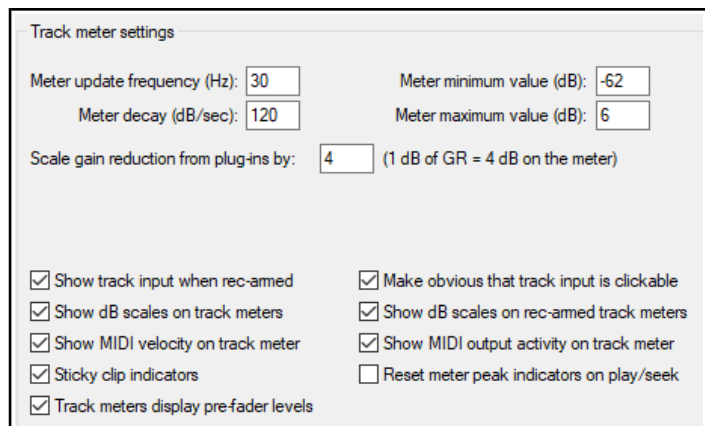 Track meter settings
Meter update frequency (Hz): 30 Meter minimum value (dB): -62
Meter decay (dB/sec): 120 Meter maximum value (dB): 6
Scale gain reduction from plug-ins by: 4 (1 dB of GR = 4 dB on the meter)
Show track input when rec-armed Make obvious that track input is clickable
Show dB scales on track meters Show dB scales on rec-armed track meters
Show MIDI velocity on track meter Show MIDI output activity on track meter
Sticky clip indicators Reset meter peak indicators on play/seek
Track meters display pre-fader levels